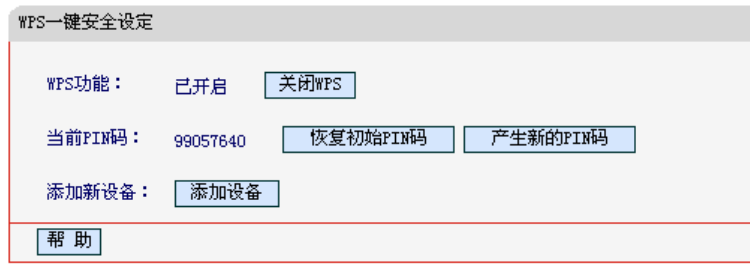 WPS一键安全设定
WPS功能： 已开启 关闭WPS
当前PIN码： 99057640 恢复初始PIN码 产生新的PIN码
添加新设备： 添加设备
帮 助